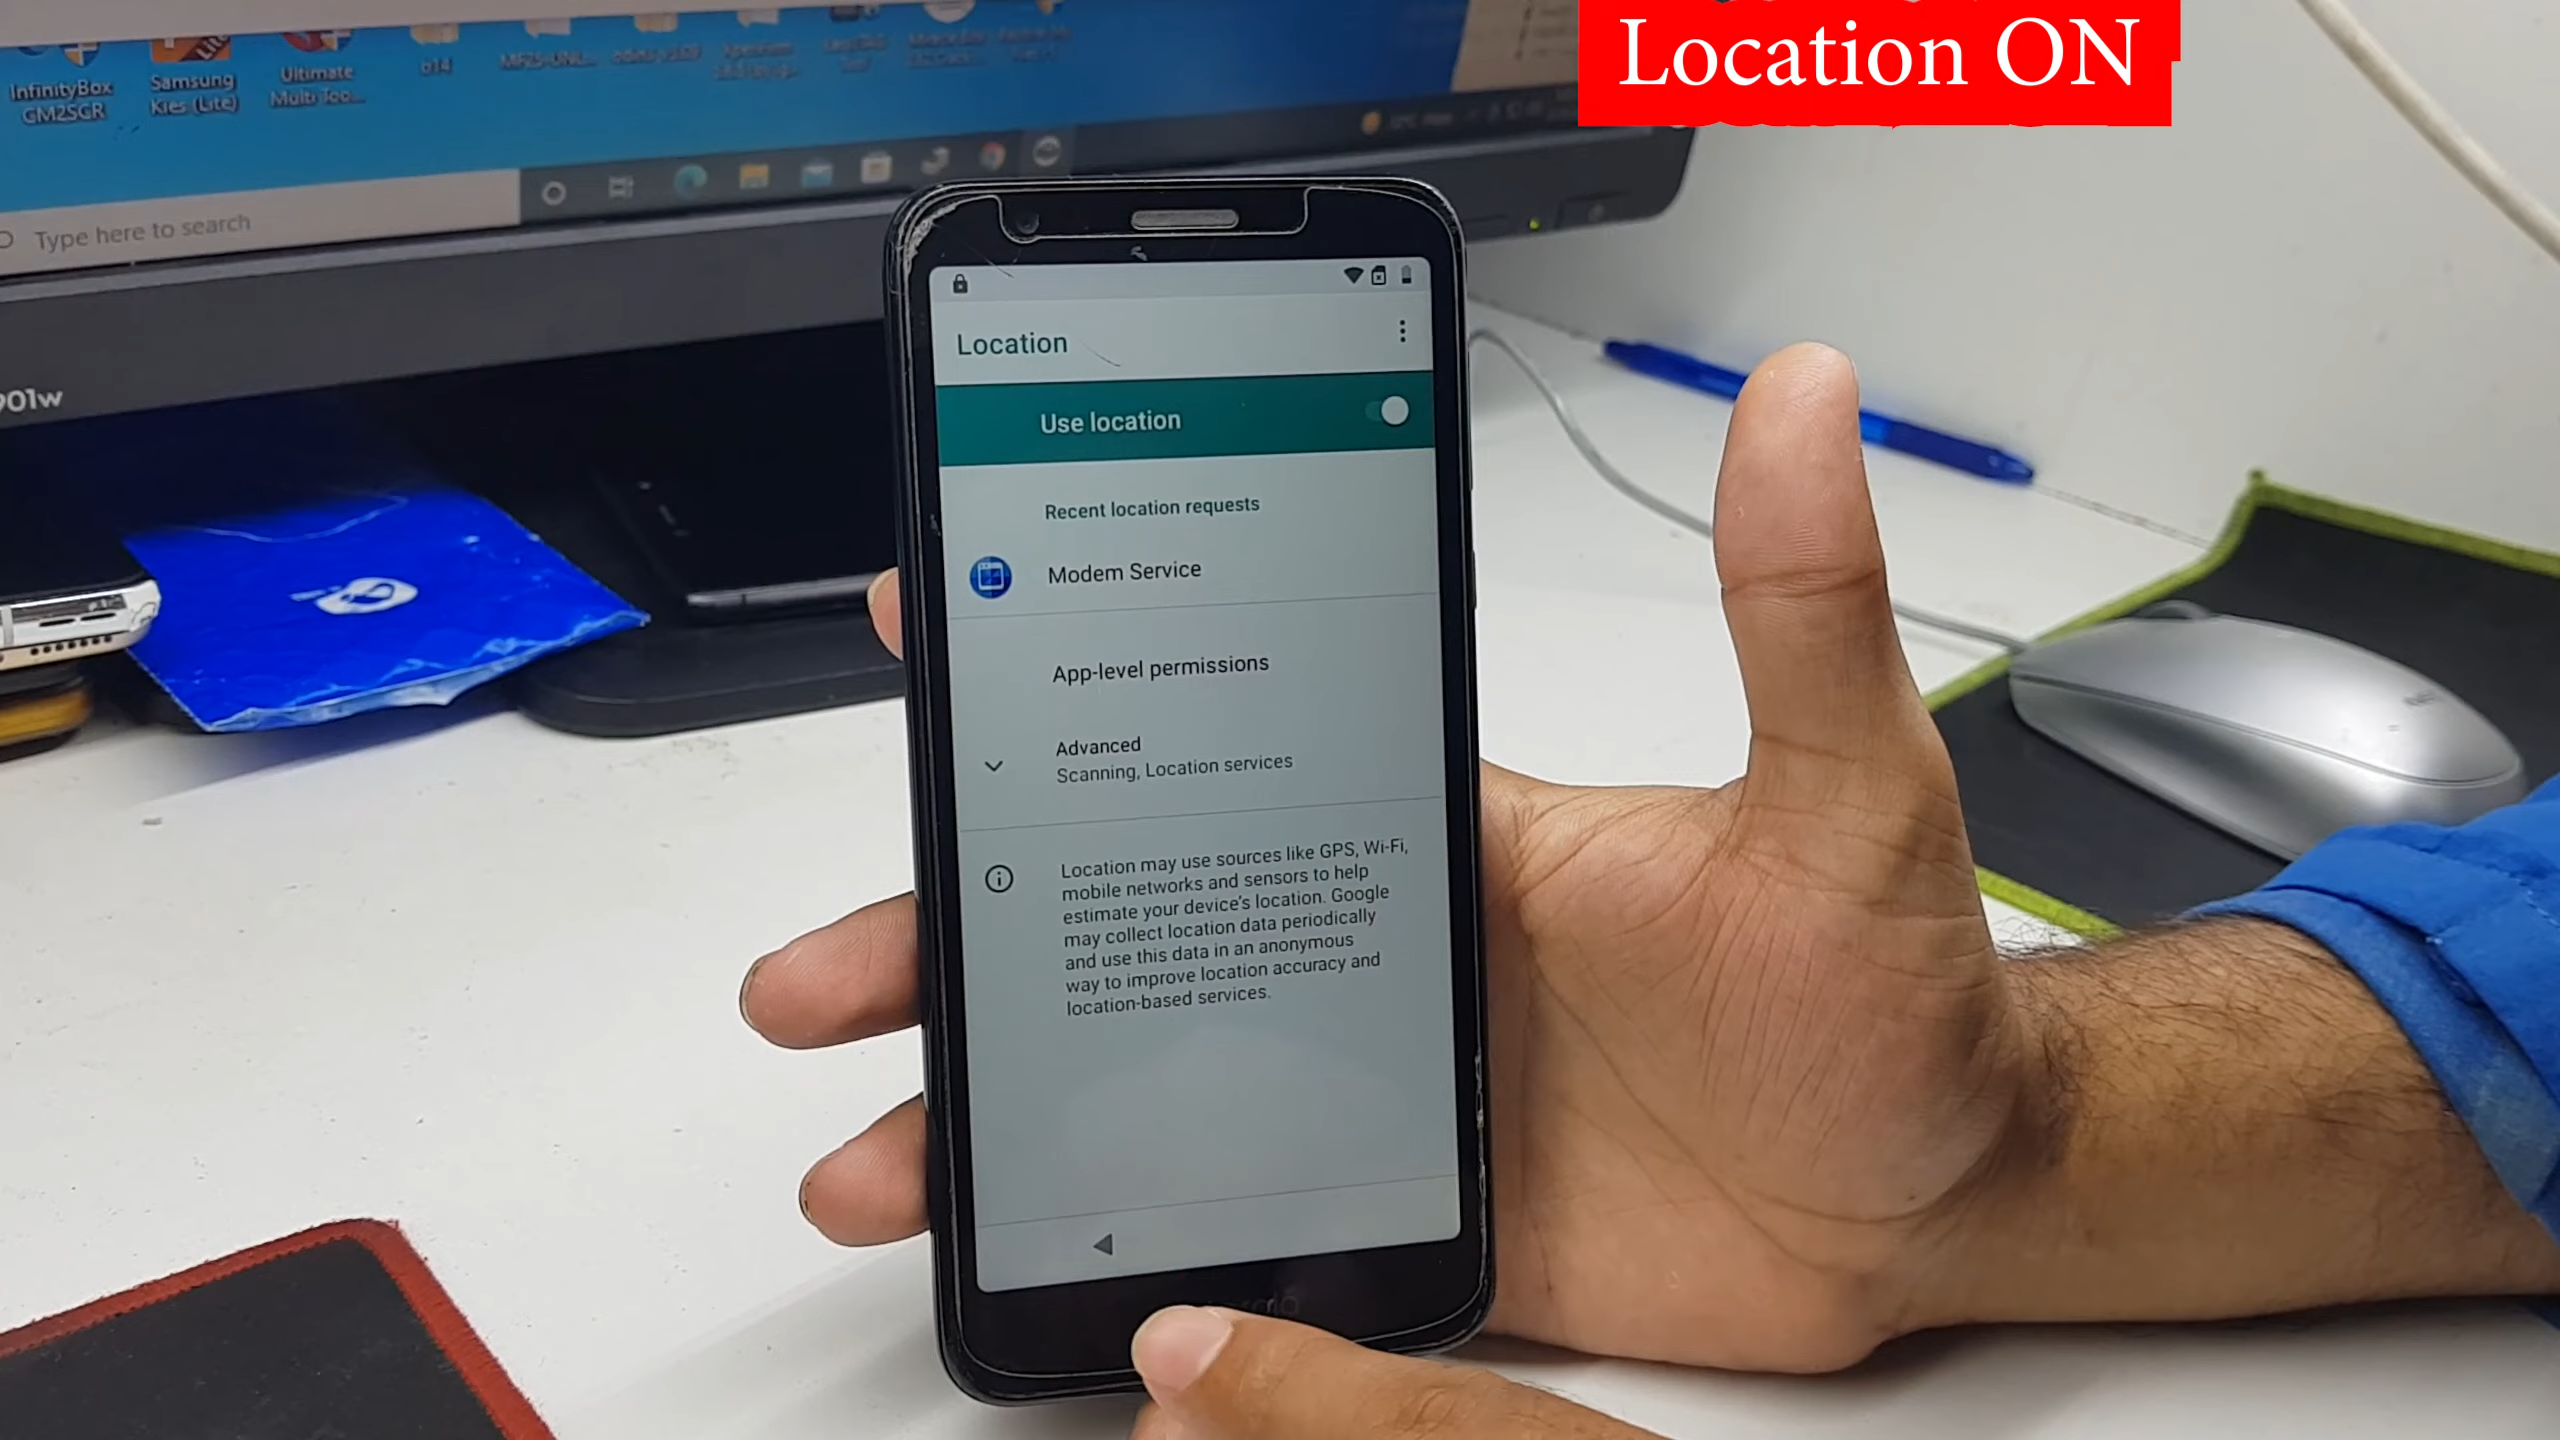 Location ON
InfinityBox
GM2SGR
Samsung
Kies (Lite)
Ultimate
Multi Too...
Type here to search
901w
Location
Use location
Recent location requests
Modem Service
App-level permissions
Advanced
Scanning, Location services
Location may use sources like GPS, Wi-Fi,
mobile networks and sensors to help
estimate your device's location. Google
may collect location data periodically
and use this data in an anonymous
way to improve location accuracy and
location-based services.